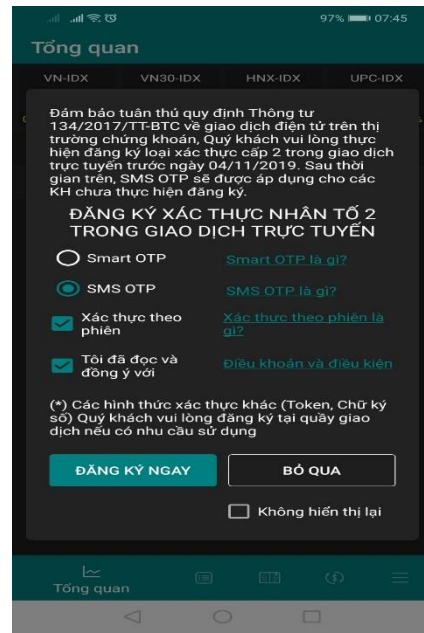 97% 07:45
Tổng quan
VN-IDX VN30-IDX HNX-IDX UPC-IDX
Đảm bảo tuân thủ quy định Thông tư
134/2017/TT-BTC về giao dịch điện tử trên thị
trường chứng khoán, Quý khách vui lòng thực
hiện đăng ký loại xác thực cấp 2 trong giao dịch
trực tuyến trước ngày 04/11/2019. Sau thời
gian trên, SMS OTP sẽ được áp dụng cho các
KH chưa thực hiện đăng ký.
ĐĂNG KÝ XÁC THỰC NHÂN TỐ 2
TRONG GIAO DỊCH TRỰC TUYẾN
Smart OTP Smart OTP là gì?
SMS OTP SMS OTP là gì?
Xác thực theo Xác thực theo phiên là
phiên gì?
Tôi đã đọc và Điều khoản và điều kiện
đồng ý với
(*) Các hình thức xác thực khác (Token, Chữ ký
số) Quý khách vui lòng đăng ký tại quầy giao
dịch nếu có nhu cầu sử dụng
ĐĂNG KÝ NGAY BỎ QUA
Không hiển thị lại
Tổng quan